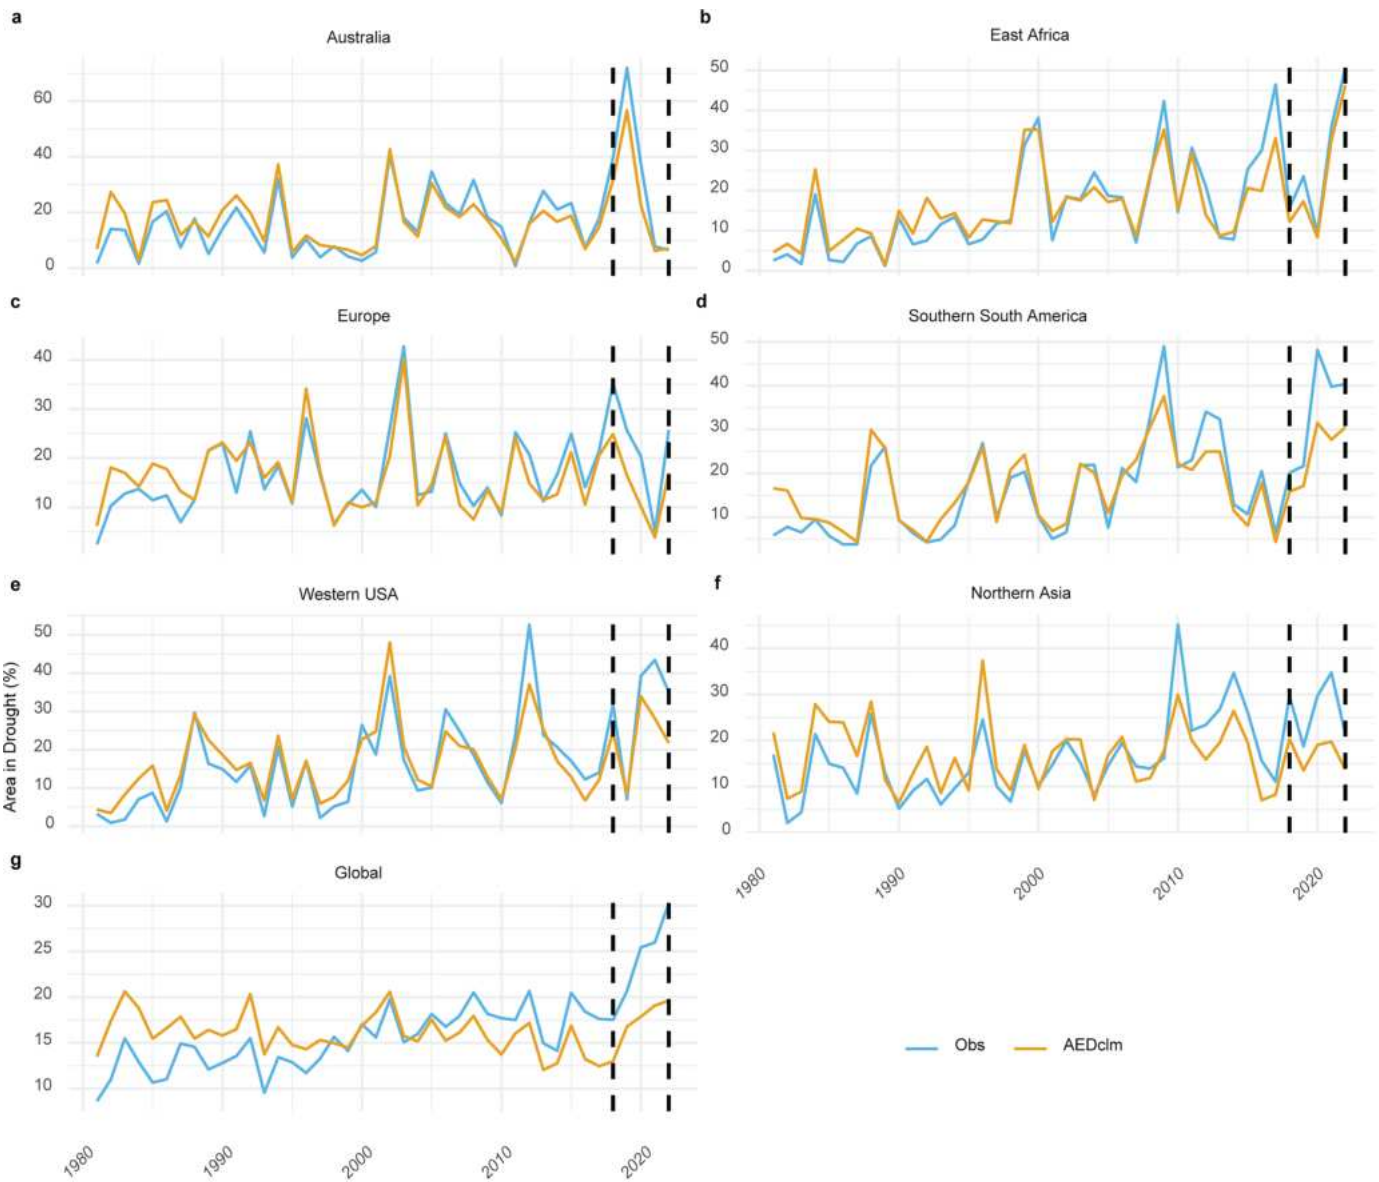 a
Australia
60
40
20
0
b
East Africa
50
40
30
20
10
0
c
Europe
40
30
20
10
d
Southern South America
50
40
30
20
10
e
Western USA
50
40
30
20
10
0
f
Northern Asia
40
30
20
10
0
1980
1990
2000
2010
2020
Area in Drought (%)
g
Global
30
25
20
15
10
1980
1990
2000
2010
2020
Obs
AEDclm